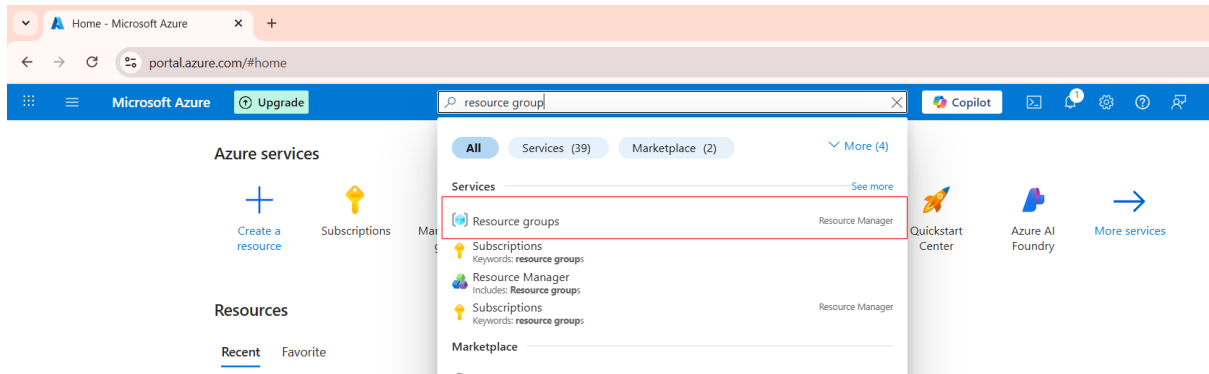 Home - Microsoft Azure
portal.azure.com/#home
Microsoft Azure
Upgrade
resource group
Copilot
1
All
Services (39)
Marketplace (2)
More (4)
Azure services
Services
See more
Create a
resource
Subscriptions
Resource groups
Resource Manager
Subscriptions
Keywords: resource groups
Resource Manager
Includes: Resource groups
Subscriptions
Resource Manager
Keywords: resource groups
Marketplace
Quickstart
Center
Azure AI
Foundry
More services
Resources
Recent
Favorite